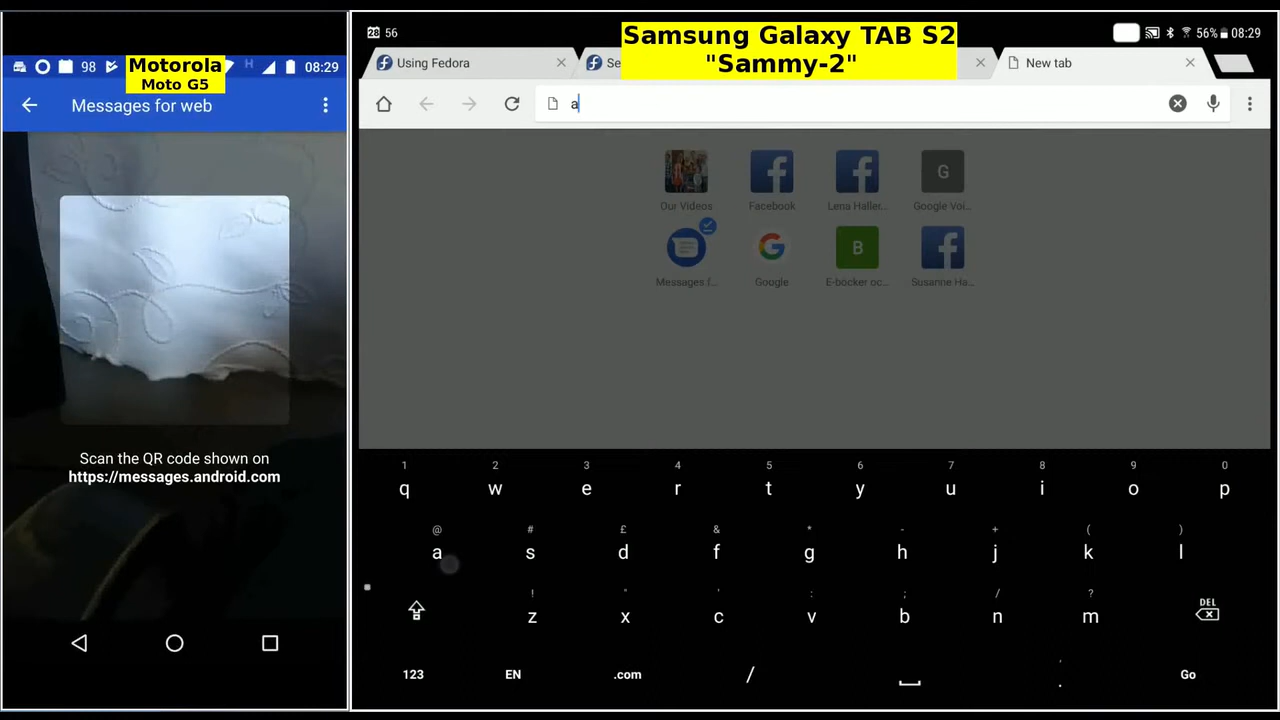 98
H
08:29
Motorola
Moto G5
Messages for web
Scan the QR code shown on
https://messages.android.com
28 56
56% 08:29
Samsung Galaxy TAB S2
"Sammy-2"
Using Fedora
Se
New tab
a
G
Our Videos
Facebook
Lena Haller...
Google Voi...
G
B
Messages f...
Google
E-böcker oc...
Susanne Ha...
1 2 3 4 5 6 7 8 9 0
q w e r t y u i o p
@ # £ & * - + ( )
a s d f g h j k l
! " ' : ; / ?
z x c v b n m
DEL
123 EN .com / ' . Go